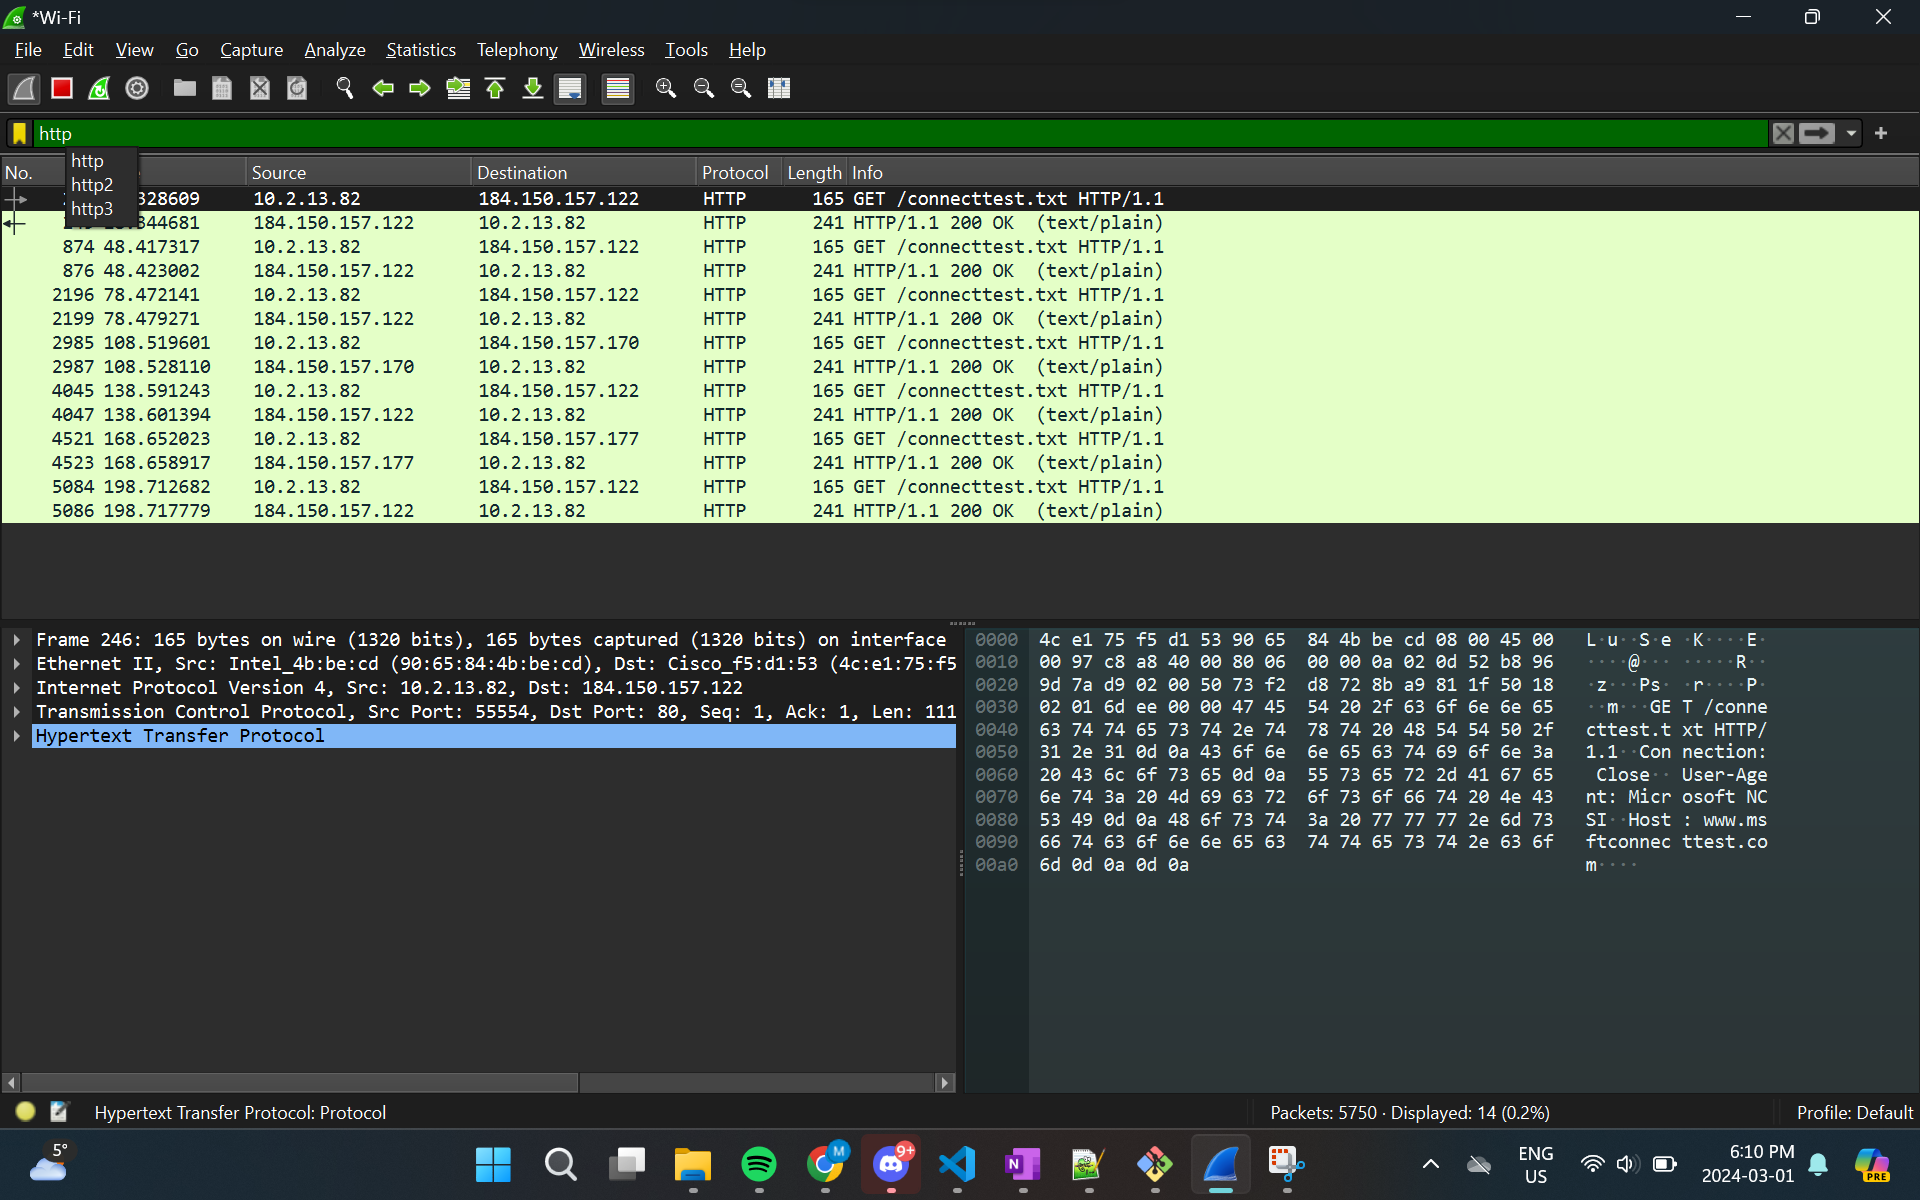 *Wi-Fi
File Edit View Go Capture Analyze Statistics Telephony Wireless Tools Help
http
http
http2
http3
No. Source Destination Protocol Length Info
328609 10.2.13.82 184.150.157.122 HTTP 165 GET /connecttest.txt HTTP/1.1
344681 184.150.157.122 10.2.13.82 HTTP 241 HTTP/1.1 200 OK (text/plain)
874 48.417317 10.2.13.82 184.150.157.122 HTTP 165 GET /connecttest.txt HTTP/1.1
876 48.423002 184.150.157.122 10.2.13.82 HTTP 241 HTTP/1.1 200 OK (text/plain)
2196 78.472141 10.2.13.82 184.150.157.122 HTTP 165 GET /connecttest.txt HTTP/1.1
2199 78.479271 184.150.157.122 10.2.13.82 HTTP 241 HTTP/1.1 200 OK (text/plain)
2985 108.519601 10.2.13.82 184.150.157.170 HTTP 165 GET /connecttest.txt HTTP/1.1
2987 108.528110 184.150.157.170 10.2.13.82 HTTP 241 HTTP/1.1 200 OK (text/plain)
4045 138.591243 10.2.13.82 184.150.157.122 HTTP 165 GET /connecttest.txt HTTP/1.1
4047 138.601394 184.150.157.122 10.2.13.82 HTTP 241 HTTP/1.1 200 OK (text/plain)
4521 168.652023 10.2.13.82 184.150.157.177 HTTP 165 GET /connecttest.txt HTTP/1.1
4523 168.658917 184.150.157.177 10.2.13.82 HTTP 241 HTTP/1.1 200 OK (text/plain)
5084 198.712682 10.2.13.82 184.150.157.122 HTTP 165 GET /connecttest.txt HTTP/1.1
5086 198.717779 184.150.157.122 10.2.13.82 HTTP 241 HTTP/1.1 200 OK (text/plain)
Frame 246: 165 bytes on wire (1320 bits), 165 bytes captured (1320 bits) on interface
Ethernet II, Src: Intel_4b:be:cd (90:65:84:4b:be:cd), Dst: Cisco_f5:d1:53 (4c:e1:75:f5
Internet Protocol Version 4, Src: 10.2.13.82, Dst: 184.150.157.122
Transmission Control Protocol, Src Port: 55554, Dst Port: 80, Seq: 1, Ack: 1, Len: 111
Hypertext Transfer Protocol
0000 4c e1 75 f5 d1 53 90 65 84 4b be cd 08 00 45 00 L·u··S·e ·K····E·
0010 00 97 c8 a8 40 00 80 06 00 00 0a 02 0d 52 b8 96 ····@··· ·····R··
0020 9d 7a d9 02 00 50 73 f2 d8 72 8b a9 81 1f 50 18 ·z···Ps· ·r····P·
0030 02 01 6d ee 00 00 47 45 54 20 2f 63 6f 6e 6e 65 ··m···GE T /conne
0040 63 74 74 65 73 74 2e 74 78 74 20 48 54 54 50 2f cttest.t xt HTTP/
0050 31 2e 31 0d 0a 43 6f 6e 6e 65 63 74 69 6f 6e 3a 1.1··Con nection:
0060 20 43 6c 6f 73 65 0d 0a 55 73 65 72 2d 41 67 65 Close·· User-Age
0070 6e 74 3a 20 4d 69 63 72 6f 73 6f 66 74 20 4e 43 nt: Micr osoft NC
0080 53 49 0d 0a 48 6f 73 74 3a 20 77 77 77 2e 6d 73 SI··Host : www.ms
0090 66 74 63 6f 6e 6e 65 63 74 74 65 73 74 2e 63 6f ftconnec ttest.co
00a0 6d 0d 0a 0d 0a m····
Hypertext Transfer Protocol: Protocol
Packets: 5750 · Displayed: 14 (0.2%)
Profile: Default
5°
M
9+
N
ENG
US
6:10 PM
2024-03-01
PRE